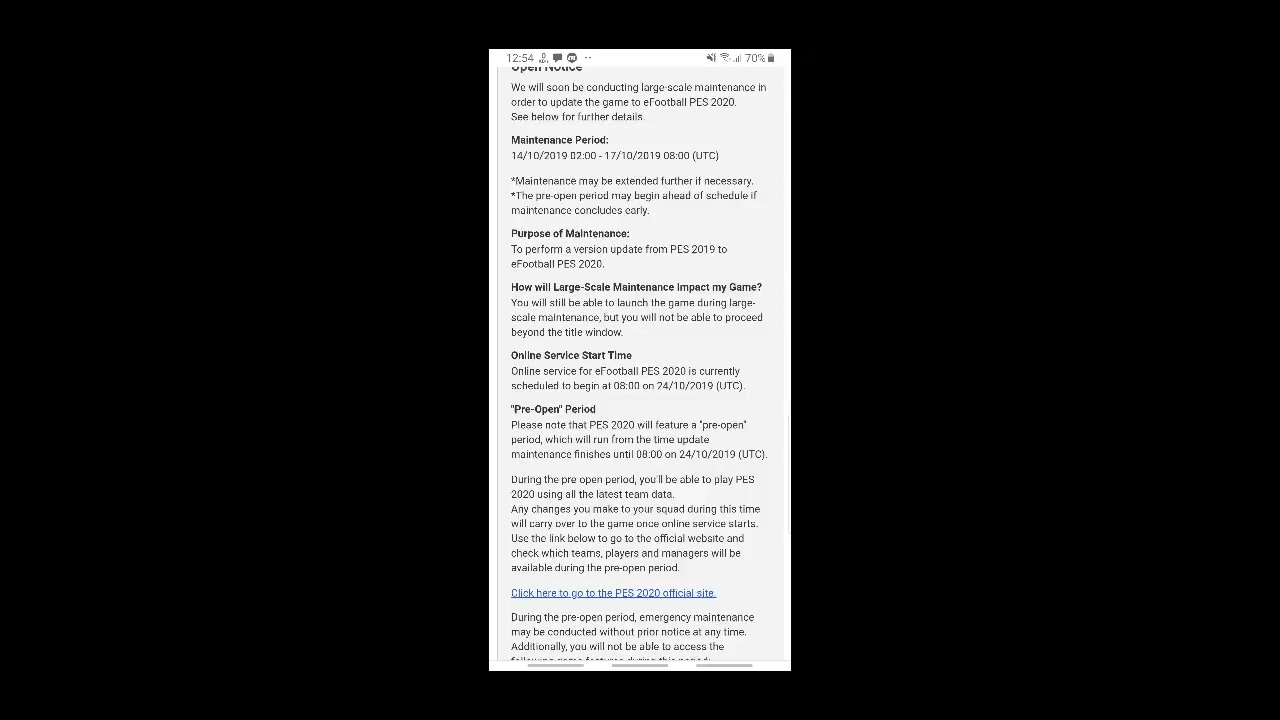 12:54
70%
Open Notice
We will soon be conducting large-scale maintenance in
order to update the game to eFootball PES 2020.
See below for further details.
Maintenance Period:
14/10/2019 02:00 - 17/10/2019 08:00 (UTC)
*Maintenance may be extended further if necessary.
*The pre-open period may begin ahead of schedule if
maintenance concludes early.
Purpose of Maintenance:
To perform a version update from PES 2019 to
eFootball PES 2020.
How will Large-Scale Maintenance Impact my Game?
You will still be able to launch the game during large-
scale maintenance, but you will not be able to proceed
beyond the title window.
Online Service Start Time
Online service for eFootball PES 2020 is currently
scheduled to begin at 08:00 on 24/10/2019 (UTC).
"Pre-Open" Period
Please note that PES 2020 will feature a "pre-open"
period, which will run from the time update
maintenance finishes until 08:00 on 24/10/2019 (UTC).
During the pre open period, you'll be able to play PES
2020 using all the latest team data.
Any changes you make to your squad during this time
will carry over to the game once online service starts.
Use the link below to go to the official website and
check which teams, players and managers will be
available during the pre-open period.
Click here to go to the PES 2020 official site.
During the pre-open period, emergency maintenance
may be conducted without prior notice at any time.
Additionally, you will not be able to access the
following game features during this period: